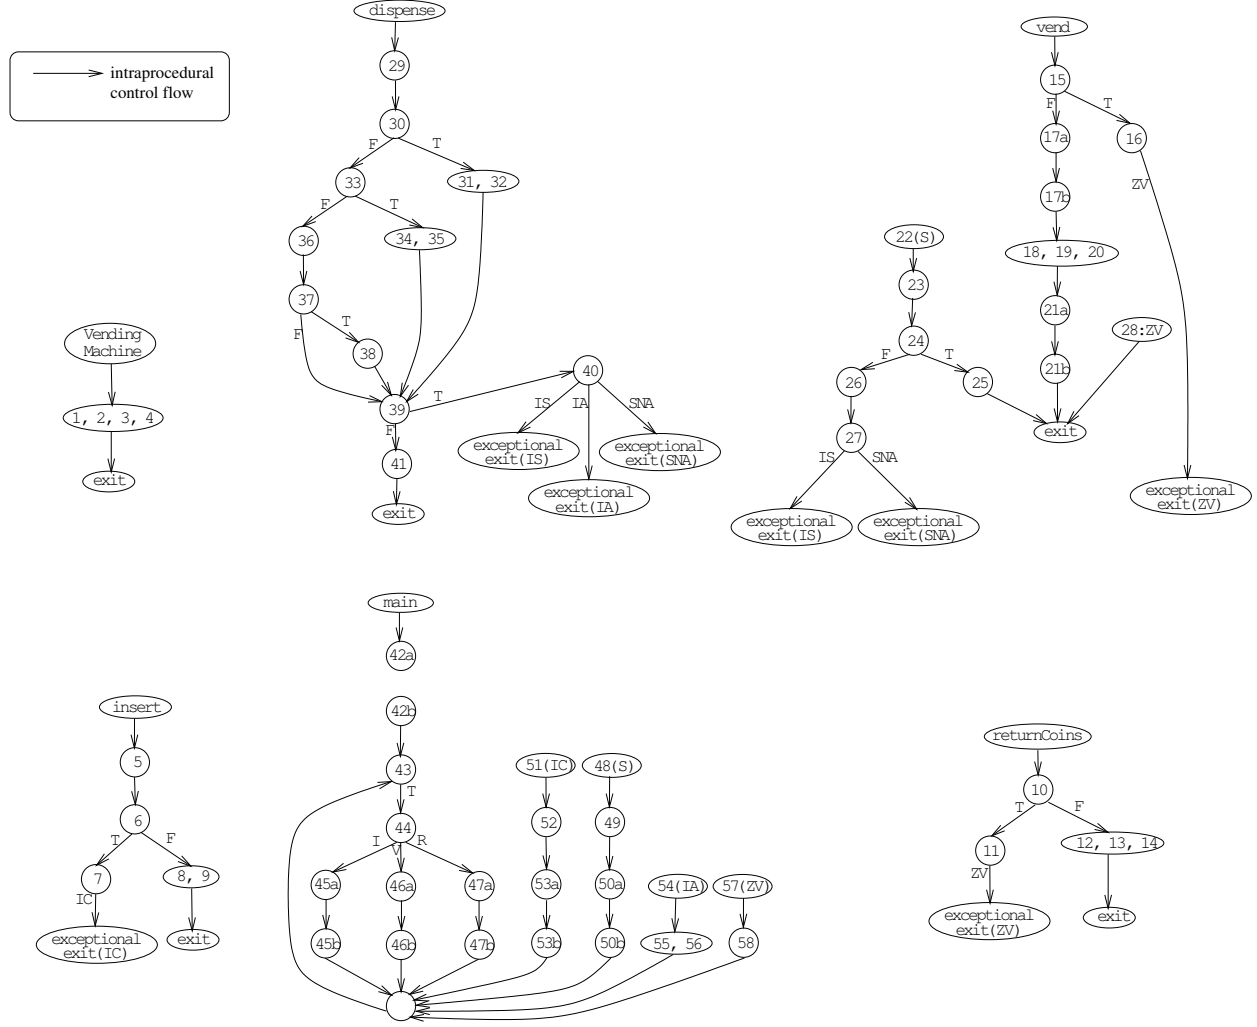 intraprocedural
control flow
dispense
29
30
F
T
33
31, 32
F
T
36
34, 35
37
T
F
38
39
T
F
40
IS
IA
SNA
exceptional
exit(IS)
exceptional
exit(SNA)
exceptional
exit(IA)
41
exit
Vending
Machine
1, 2, 3, 4
exit
vend
15
F
T
17a
16
ZV
17b
18, 19, 20
21a
28:ZV
21b
exit
exceptional
exit(ZV)
22(S)
23
24
F
T
26
25
27
IS
SNA
exceptional
exit(IS)
exceptional
exit(SNA)
main
42a
42b
43
T
44
I
V
R
45a
46a
47a
45b
46b
47b
51(IC)
52
53a
53b
48(S)
49
50a
50b
54(IA)
55, 56
57(ZV)
58
insert
5
6
T
F
7
8, 9
IC
exceptional
exit(IC)
exit
returnCoins
10
T
F
11
12, 13, 14
ZV
exceptional
exit(ZV)
exit